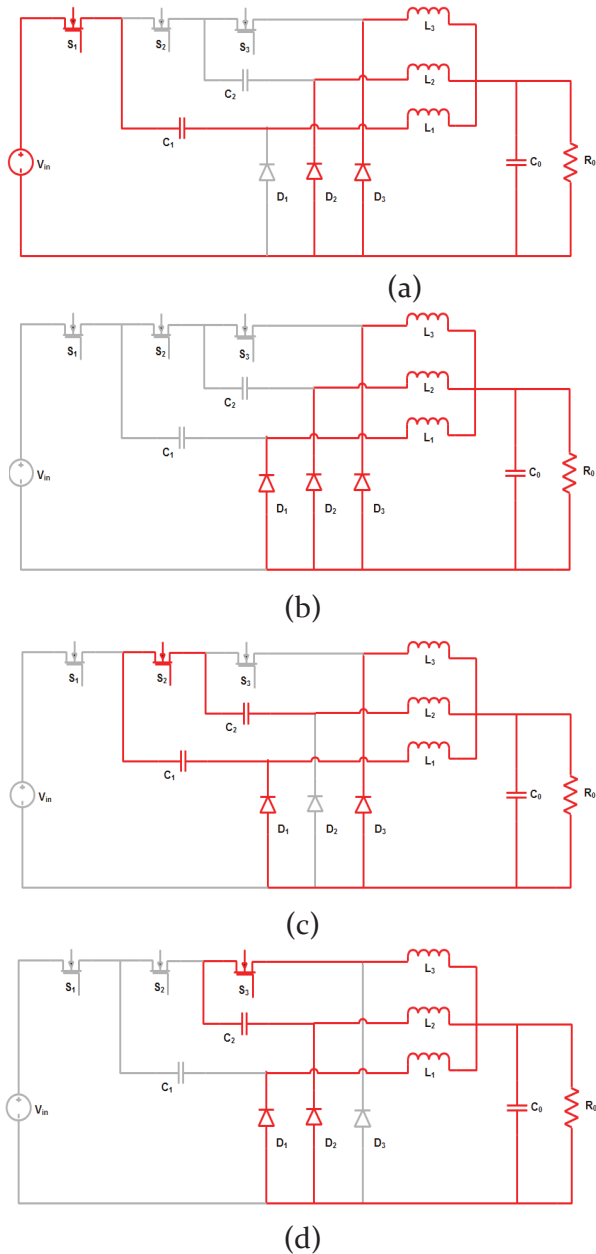 S1 S2 S3 L3
C2 L2
C1 L1
Vin D1 D2 D3 C0 R0
(a)
S1 S2 S3 L3
C2 L2
C1 L1
Vin D1 D2 D3 C0 R0
(b)
S1 S2 S3 L3
C2 L2
C1 L1
Vin D1 D2 D3 C0 R0
(c)
S1 S2 S3 L3
C2 L2
C1 L1
Vin D1 D2 D3 C0 R0
(d)